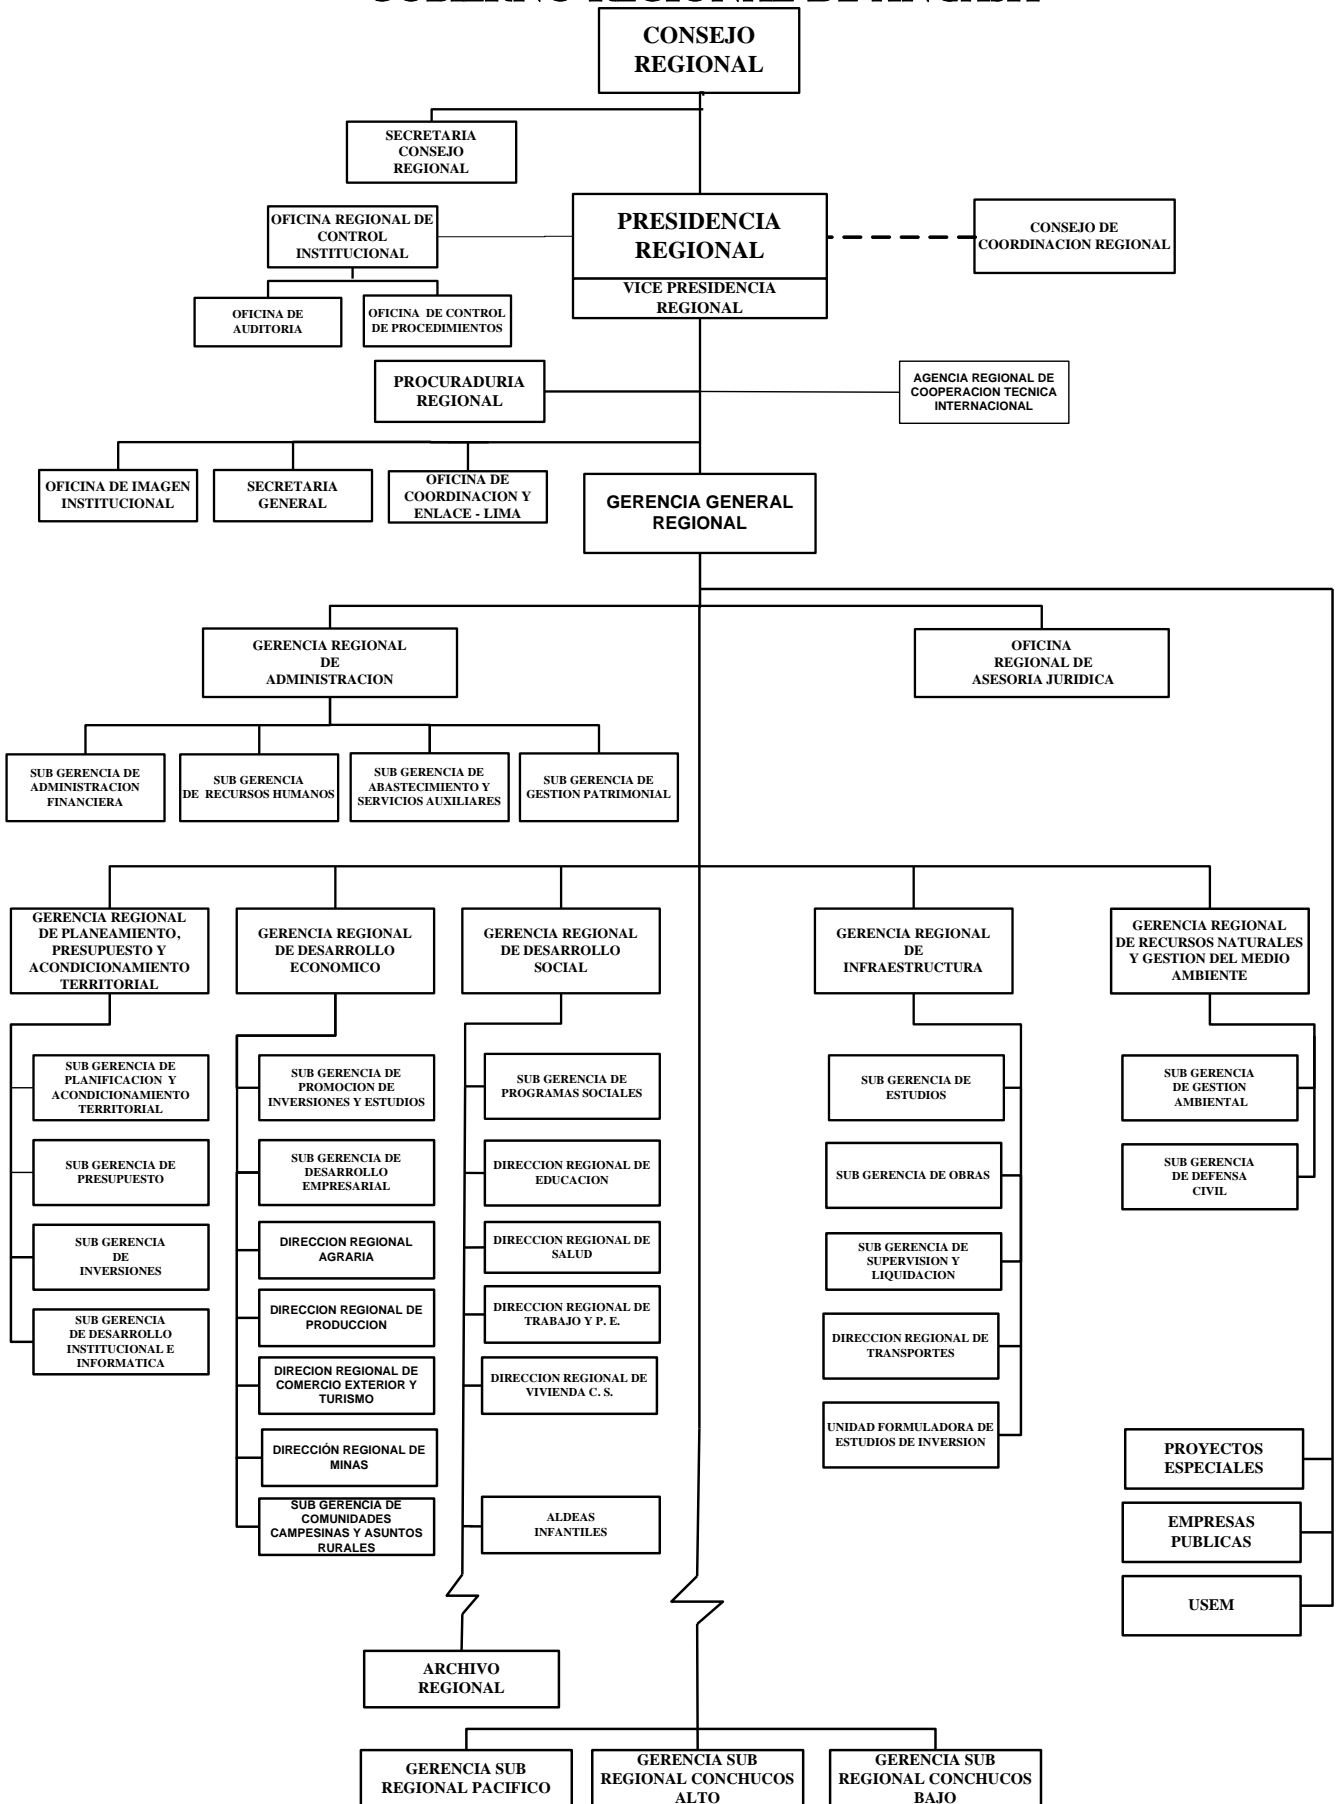 GOBIERNO REGIONAL DE ANCASH
CONSEJO
REGIONAL
SECRETARIA
CONSEJO
REGIONAL
OFICINA REGIONAL DE
CONTROL
INSTITUCIONAL
PRESIDENCIA
REGIONAL
VICE PRESIDENCIA
REGIONAL
CONSEJO DE
COORDINACION REGIONAL
OFICINA DE
AUDITORIA
OFICINA DE CONTROL
DE PROCEDIMIENTOS
PROCURADURIA
REGIONAL
AGENCIA REGIONAL DE
COOPERACION TECNICA
INTERNACIONAL
OFICINA DE IMAGEN
INSTITUCIONAL
SECRETARIA
GENERAL
OFICINA DE
COORDINACION Y
ENLACE - LIMA
GERENCIA GENERAL
REGIONAL
GERENCIA REGIONAL
DE
ADMINISTRACION
OFICINA
REGIONAL DE
ASESORIA JURIDICA
SUB GERENCIA DE
ADMINISTRACION
FINANCIERA
SUB GERENCIA
DE RECURSOS HUMANOS
SUB GERENCIA DE
ABASTECIMIENTO Y
SERVICIOS AUXILIARES
SUB GERENCIA DE
GESTION PATRIMONIAL
GERENCIA REGIONAL
DE PLANEAMIENTO,
PRESUPUESTO Y
ACONDICIONAMIENTO
TERRITORIAL
GERENCIA REGIONAL
DE DESARROLLO
ECONOMICO
GERENCIA REGIONAL
DE DESARROLLO
SOCIAL
GERENCIA REGIONAL
DE
INFRAESTRUCTURA
GERENCIA REGIONAL
DE RECURSOS NATURALES
Y GESTION DEL MEDIO
AMBIENTE
SUB GERENCIA DE
PLANIFICACION Y
ACONDICIONAMIENTO
TERRITORIAL
SUB GERENCIA DE
PRESUPUESTO
SUB GERENCIA
DE
INVERSIONES
SUB GERENCIA
DE DESARROLLO
INSTITUCIONAL E
INFORMATICA
SUB GERENCIA DE
PROMOCION DE
INVERSIONES Y ESTUDIOS
SUB GERENCIA DE
DESARROLLO
EMPRESARIAL
DIRECCION REGIONAL
AGRARIA
DIRECCION REGIONAL DE
PRODUCCION
DIRECION REGIONAL DE
COMERCIO EXTERIOR Y
TURISMO
DIRECCIÓN REGIONAL DE
MINAS
SUB GERENCIA DE
COMUNIDADES
CAMPESINAS Y ASUNTOS
RURALES
SUB GERENCIA DE
PROGRAMAS SOCIALES
DIRECCION REGIONAL DE
EDUCACION
DIRECCION REGIONAL DE
SALUD
DIRECCION REGIONAL DE
TRABAJO Y P. E.
DIRECCION REGIONAL DE
VIVIENDA C. S.
ALDEAS
INFANTILES
SUB GERENCIA DE
ESTUDIOS
SUB GERENCIA DE OBRAS
SUB GERENCIA DE
SUPERVISION Y
LIQUIDACION
DIRECCION REGIONAL DE
TRANSPORTES
UNIDAD FORMULADORA DE
ESTUDIOS DE INVERSION
SUB GERENCIA
DE GESTION
AMBIENTAL
SUB GERENCIA
DE DEFENSA
CIVIL
PROYECTOS
ESPECIALES
EMPRESAS
PUBLICAS
USEM
ARCHIVO
REGIONAL
GERENCIA SUB
REGIONAL PACIFICO
GERENCIA SUB
REGIONAL CONCHUCOS
ALTO
GERENCIA SUB
REGIONAL CONCHUCOS
BAJO